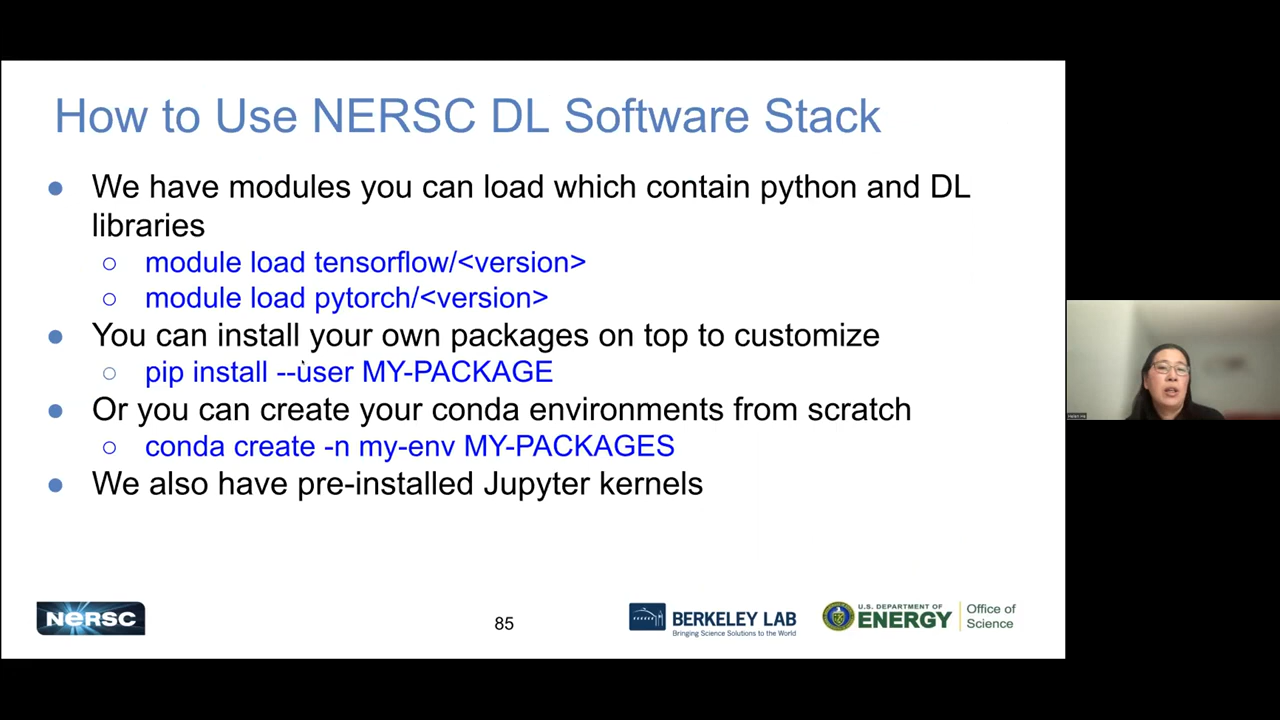 How to Use NERSC DL Software Stack
● We have modules you can load which contain python and DL
libraries
○ module load tensorflow/<version>
○ module load pytorch/<version>
● You can install your own packages on top to customize
○ pip install --user MY-PACKAGE
● Or you can create your conda environments from scratch
○ conda create -n my-env MY-PACKAGES
● We also have pre-installed Jupyter kernels
NERSC
85
BERKELEY LAB
Bringing Science Solutions to the World
U.S. DEPARTMENT OF
ENERGY
Office of
Science